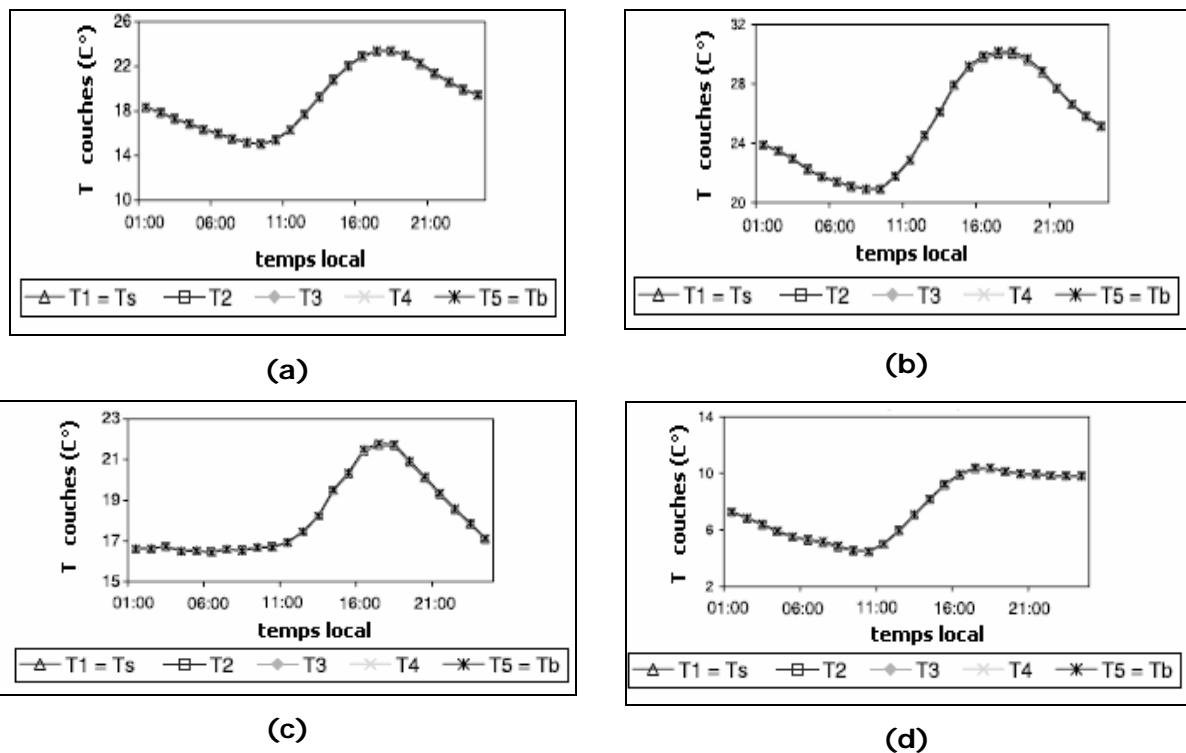 26
22
18
14
10
T couches (C°)
01:00 06:00 11:00 16:00 21:00
temps local
T1 = Ts T2 T3 T4 T5 = Tb
(a)
32
28
24
20
T couches (C°)
01:00 06:00 11:00 16:00 21:00
temps local
T1 = Ts T2 T3 T4 T5 = Tb
(b)
23
21
19
17
15
T couches (C°)
01:00 06:00 11:00 16:00 21:00
temps local
T1 = Ts T2 T3 T4 T5 = Tb
(c)
14
10
6
2
T couches (C°)
01:00 06:00 11:00 16:00 21:00
temps local
T1 = Ts T2 T3 T4 T5 = Tb
(d)